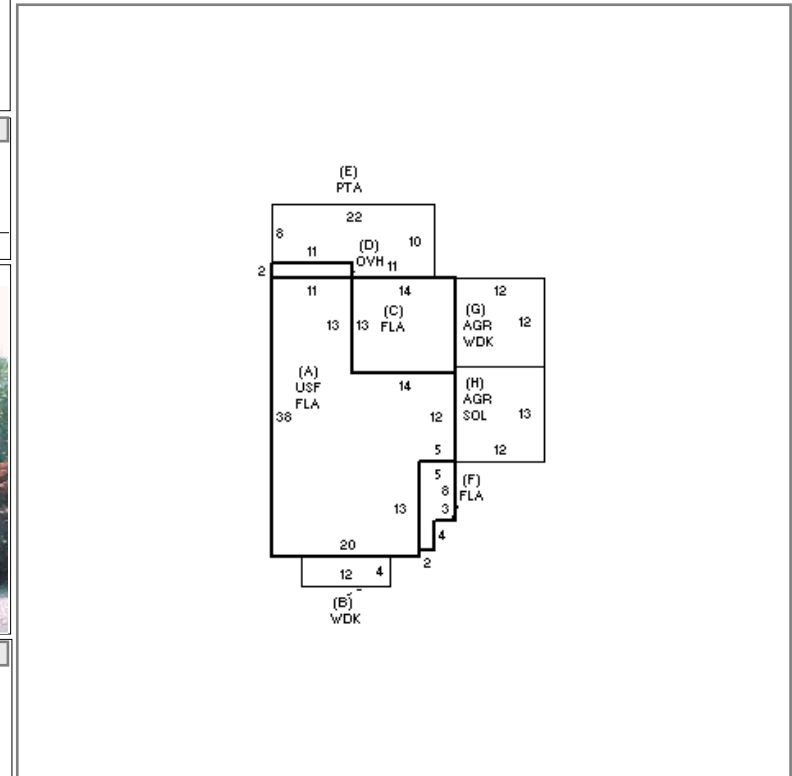 (E)
PTA
22
8
10
(D)
11
OVH 11
2
11
14
12
(C)
FLA
(G)
AGR
WDK
12
13
13
(A)
USF
FLA
14
(H)
AGR
SOL
13
38
12
5
12
5
(F)
FLA
8
13
3
4
20
2
12
4
(B)
WDK